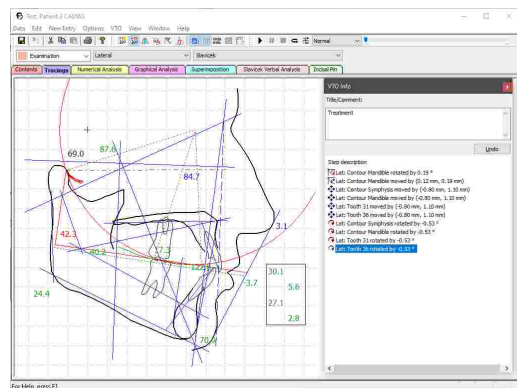 Test, Patient2 CADIAS
Data Edit New Entry Options VTO View Window Help
Normal
Examination Lateral Slavicek
Contents Tracings Numerical Analysis Graphical Analysis Superimposition Slavicek Verbal Analysis Incisal Pin
VTO Info
Title/Comment:
Treatment
Undo
Step description
Lat: Contour Mandible rotated by 0.19 °
Lat: Contour Mandible moved by (0.12 mm, 0.19 mm)
Lat: Contour Symphysis moved by (-0.80 mm, 1.10 mm)
Lat: Contour Mandible moved by (-0.80 mm, 1.10 mm)
Lat: Tooth 31 moved by (-0.80 mm, 1.10 mm)
Lat: Tooth 36 moved by (-0.80 mm, 1.10 mm)
Lat: Contour Symphysis rotated by -0.53 °
Lat: Contour Mandible rotated by -0.53 °
Lat: Tooth 31 rotated by -0.53 °
Lat: Tooth 36 rotated by -0.53 °
69.0
87.6
84.7
3.1
42.3
40.2
7.3
-3.7
24.4
30.1
5.6
27.1
2.8
For Help, press F1